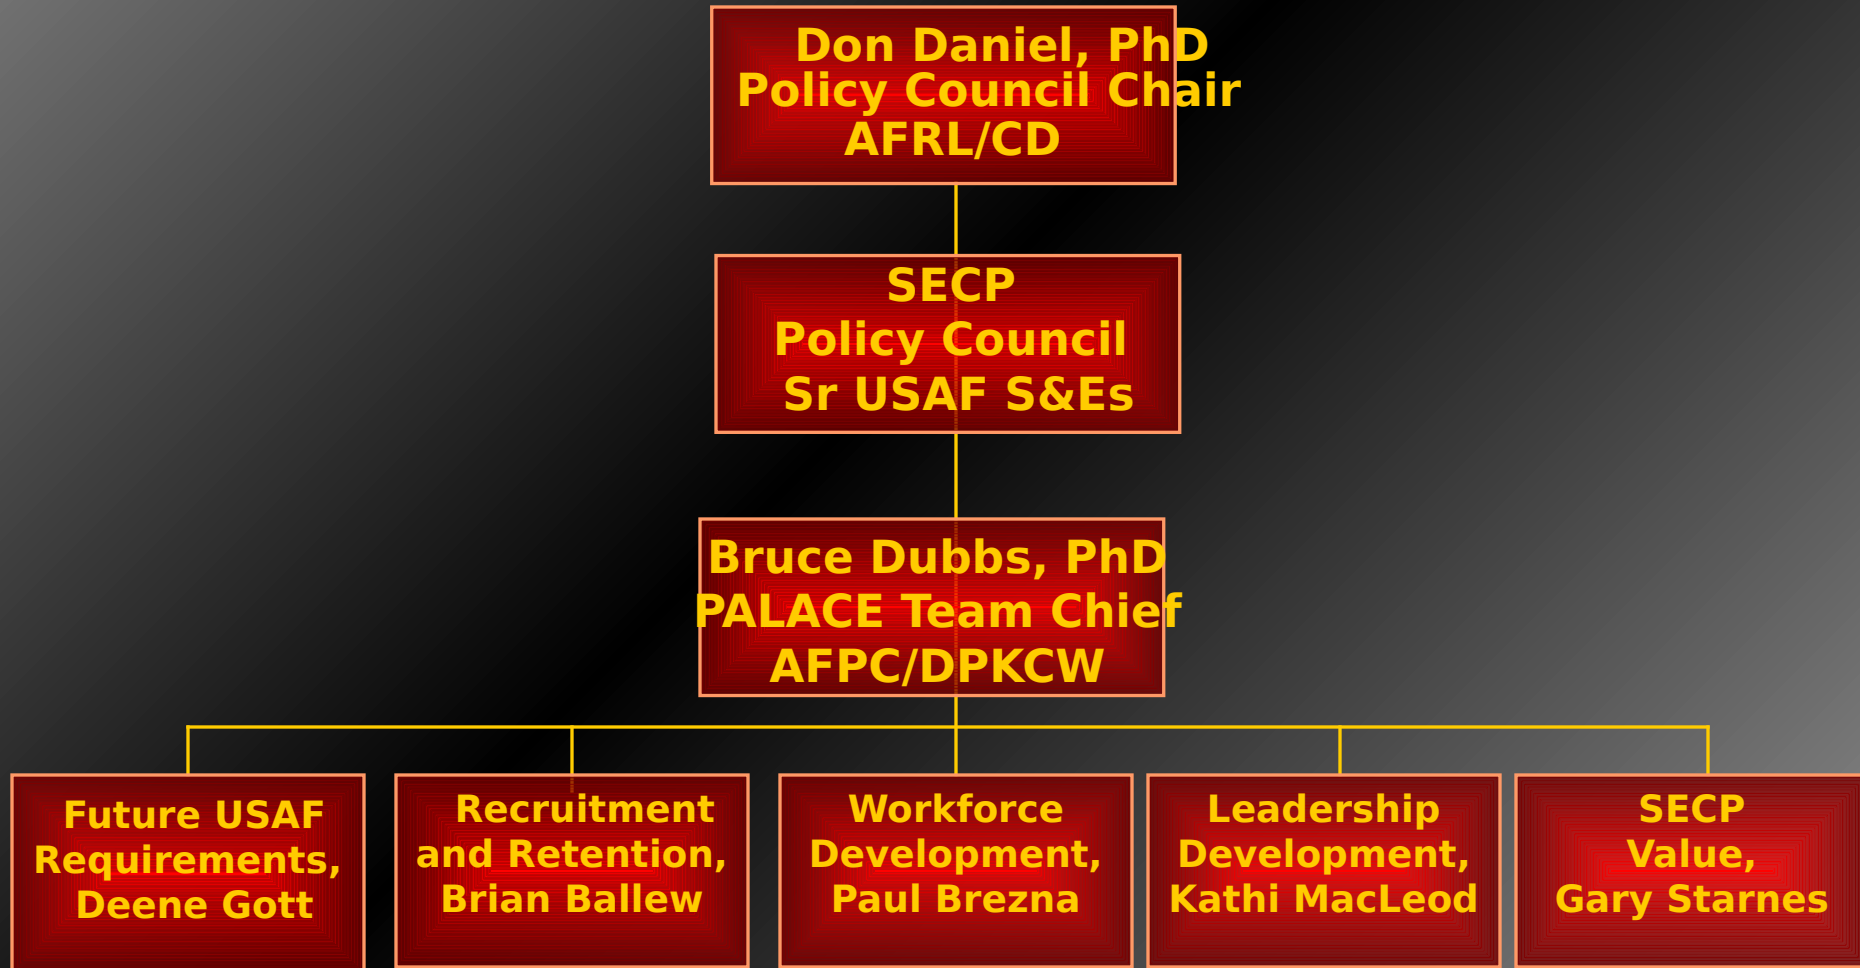 Don Daniel, PhD
Policy Council Chair
AFRL/CD
SECP
Policy Council
Sr USAF S&Es
Bruce Dubbs, PhD
PALACE Team Chief
AFPC/DPKCW
Future USAF
Requirements,
Deene Gott
Recruitment
and Retention,
Brian Ballew
Workforce
Development,
Paul Brezna
Leadership
Development,
Kathi MacLeod
SECP
Value,
Gary Starnes